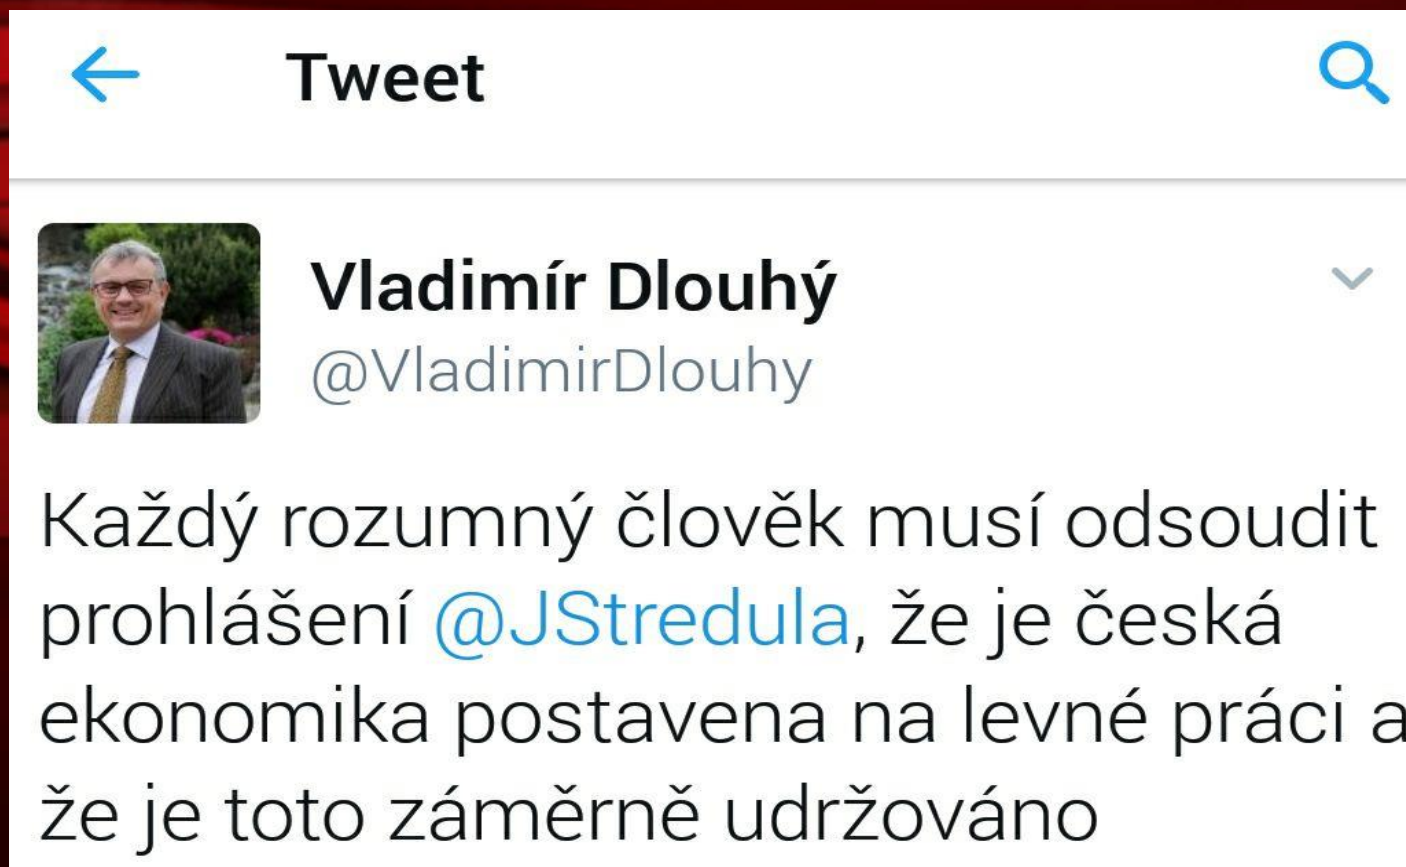 Tweet
Vladimír Dlouhý
@VladimirDlouhy
Každý rozumný člověk musí odsoudit
prohlášení @JStredula, že je česká
ekonomika postavena na levné práci a
že je toto záměrně udržováno